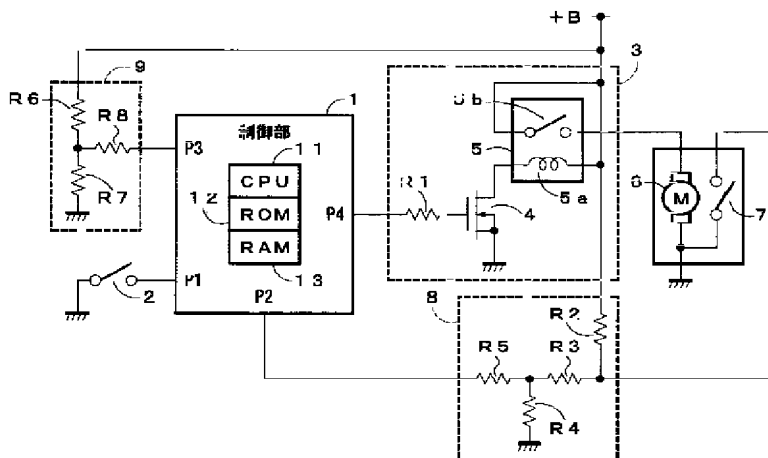 +B
9
3
R6
R8
1
5b
制御部
P3
11
5
R7
CPU
R1
5a
6
M
12
ROM
P4
4
7
RAM
2
P1
13
P2
8
R2
R5
R3
R4